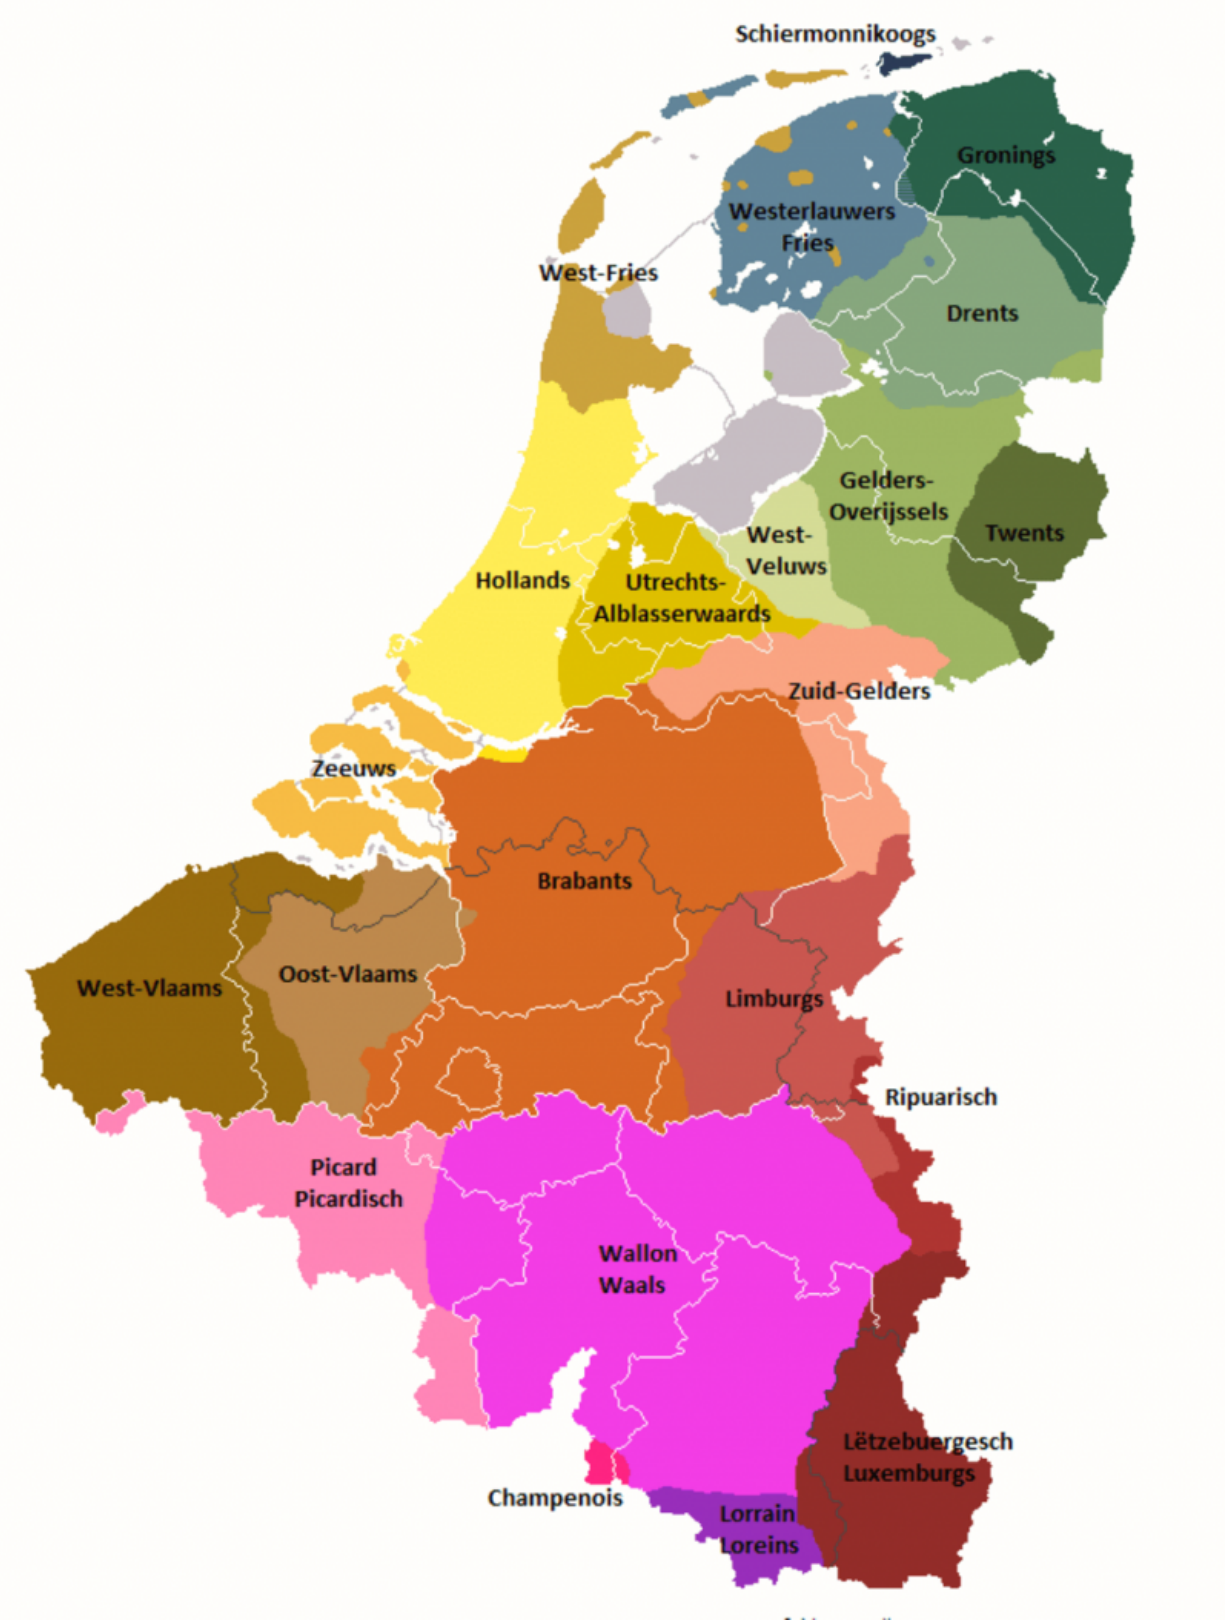 Schiermonnikoogs
Gronings
Westerlauwers
Fries
West-Fries
Drents
Gelders-
Overijssels
Twents
West-
Veluws
Hollands
Utrechts-
Alblasserwaards
Zuid-Gelders
Zeeuws
Brabants
West-Vlaams
Oost-Vlaams
Limburgs
Ripuarisch
Picard
Picardisch
Wallon
Waals
Lëtzebuergesch
Luxemburgs
Champenois
Lorrain
Loreins